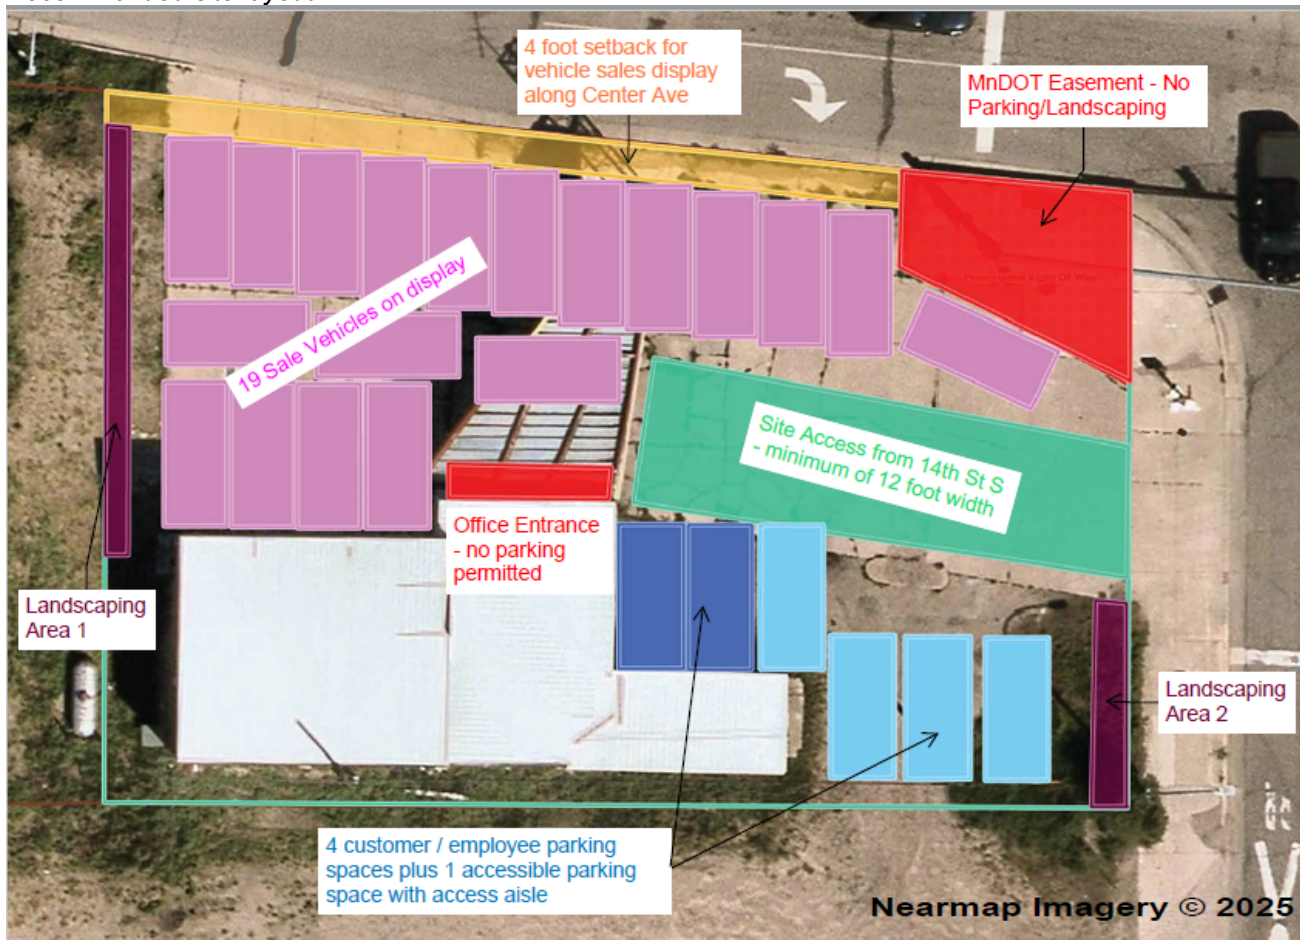 4 foot setback for
vehicle sales display
along Center Ave
MnDOT Easement - No
Parking/Landscaping
19 Sale Vehicles on display
Site Access from 14th St S
- minimum of 12 foot width
Office Entrance
- no parking
permitted
Landscaping
Area 1
Landscaping
Area 2
4 customer / employee parking
spaces plus 1 accessible parking
space with access aisle
Nearmap Imagery © 2025